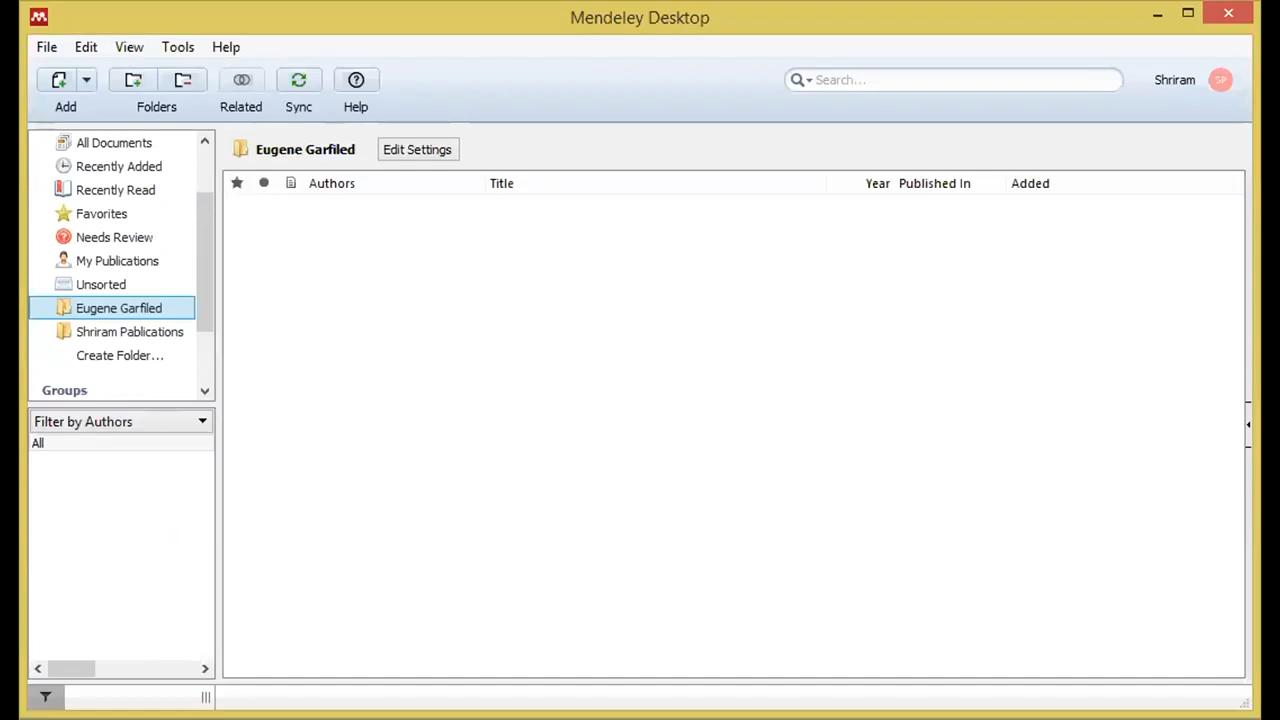 Mendeley Desktop
File Edit View Tools Help
Add Folders Related Sync Help
Search...
Shriram SP
All Documents
Recently Added
Recently Read
Favorites
Needs Review
My Publications
Unsorted
Eugene Garfiled
Shriram Pablications
Create Folder...
Groups
Filter by Authors
All
Eugene Garfiled Edit Settings
Authors Title Year Published In Added